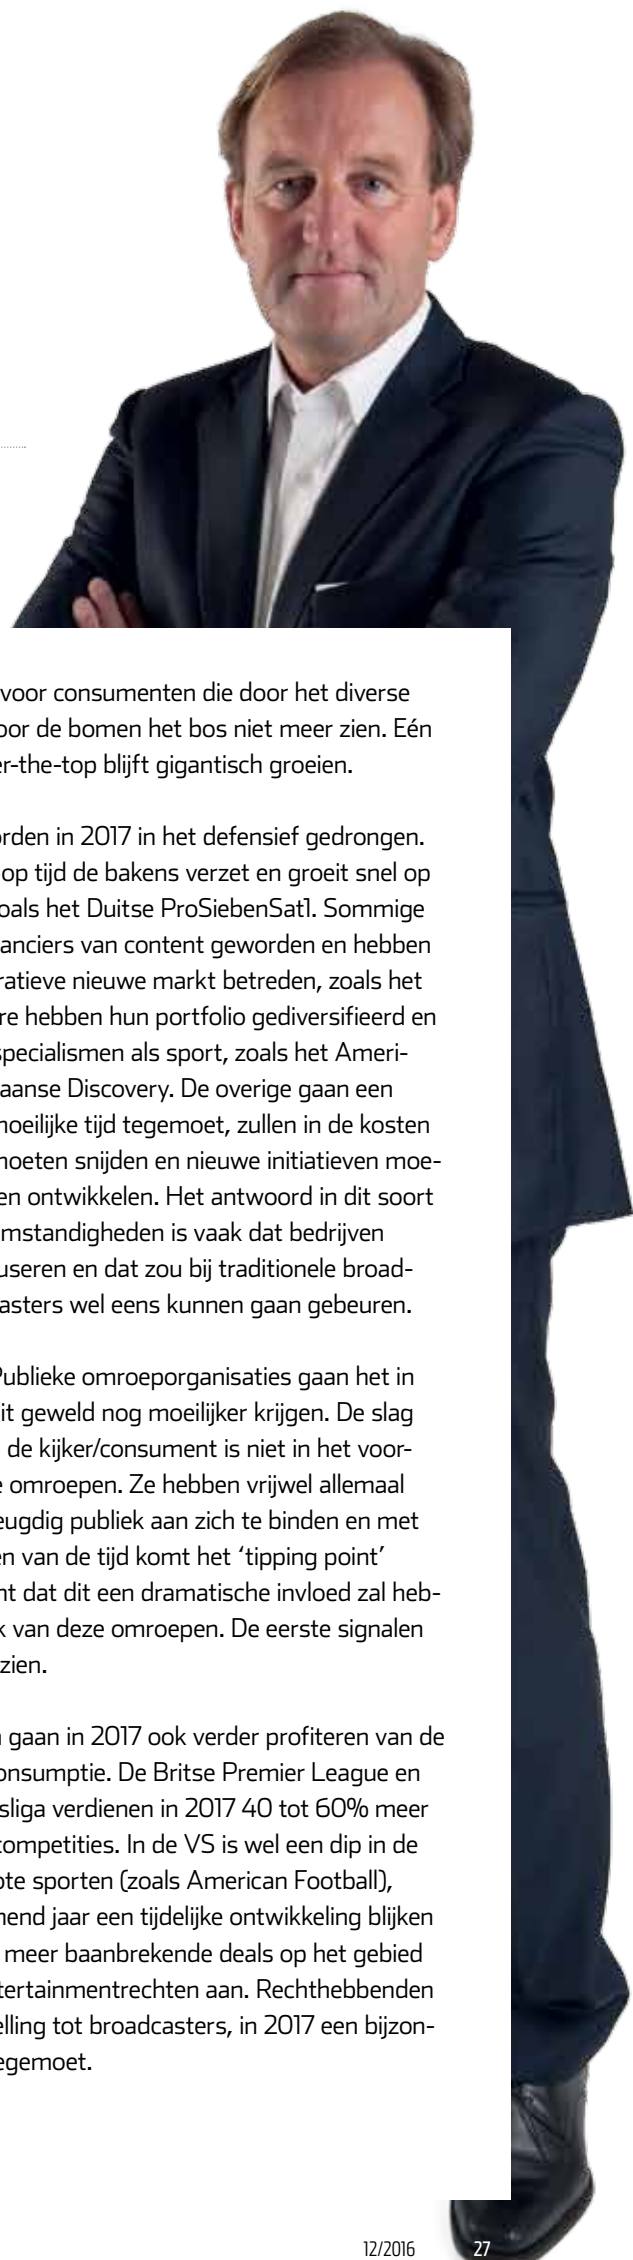 voor consumenten die door het diverse
oor de bomen het bos niet meer zien. Eén
er-the-top blijft gigantisch groeien.
orden in 2017 in het defensief gedrongen.
op tijd de bakens verzet en groeit snel op
oals het Duitse ProSiebenSat1. Sommige
anciers van content geworden en hebben
ratieve nieuwe markt betreden, zoals het
re hebben hun portfolio gediversifieerd en
specialismen als sport, zoals het Ameri-
aanse Discovery. De overige gaan een
noeilijke tijd tegemoet, zullen in de kosten
noeten snijden en nieuwe initiatieven moe-
en ontwikkelen. Het antwoord in dit soort
mstandigheden is vaak dat bedrijven
useren en dat zou bij traditionele broad-
asters wel eens kunnen gaan gebeuren.
Publieke omroeporganisaties gaan het in
it geweld nog moeilijker krijgen. De slag
de kijker/consument is niet in het voor-
e omroepen. Ze hebben vrijwel allemaal
eugdig publiek aan zich te binden en met
en van de tijd komt het ‘tipping point’
nt dat dit een dramatische invloed zal heb-
k van deze omroepen. De eerste signalen
zien.
n gaan in 2017 ook verder profiteren van de
onsumptie. De Britse Premier League en
sliga verdienen in 2017 40 tot 60% meer
competities. In de VS is wel een dip in de
ote sporten (zoals American Football),
nend jaar een tijdelijke ontwikkeling blijken
meer baanbrekende deals op het gebied
tertainmentrechten aan. Rechthebbenden
elling tot broadcasters, in 2017 een bijzon-
egemoet.
12/2016 27